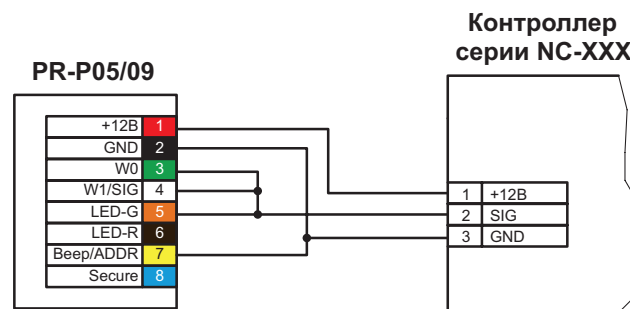 Контроллер
серии NC-XXX
PR-P05/09
+12В 1
GND 2
W0 3
W1/SIG 4
LED-G 5
LED-R 6
Beep/ADDR 7
Secure 8
1 +12В
2 SIG
3 GND